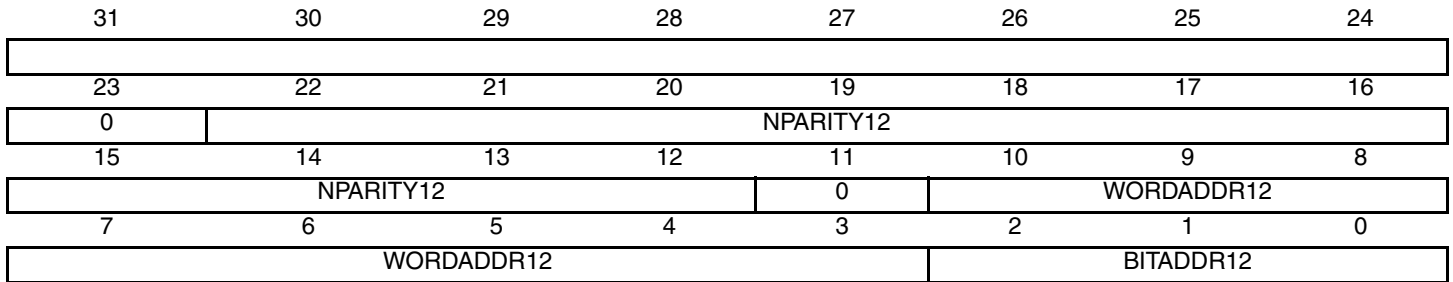 31 30 29 28 27 26 25 24
23 22 21 20 19 18 17 16
0 NPARITY12
15 14 13 12 11 10 9 8
NPARITY12 0 WORDADDR12
7 6 5 4 3 2 1 0
WORDADDR12 BITADDR12